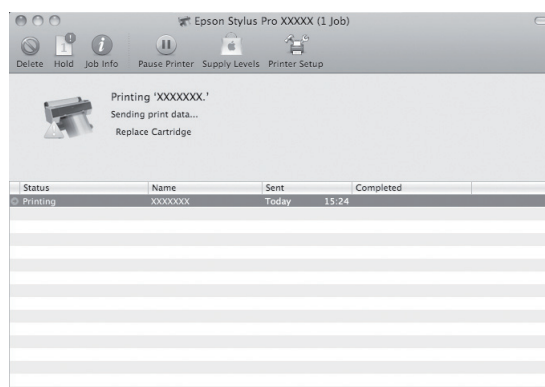 Epson Stylus Pro XXXXX (1 Job)
Delete Hold Job Info Pause Printer Supply Levels Printer Setup
Printing 'XXXXXXX.'
Sending print data...
Replace Cartridge
Status Name Sent Completed
Printing XXXXXXX Today 15:24